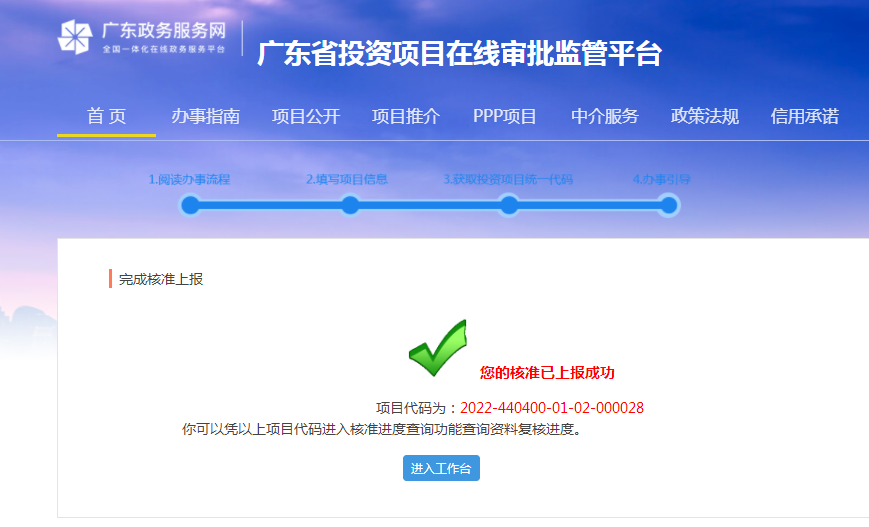 广东政务服务网
全国一体化在线政务服务平台
广东省投资项目在线审批监管平台
首 页 办事指南 项目公开 项目推介 PPP项目 中介服务 政策法规 信用承诺
1.阅读办事流程 2.填写项目信息 3.获取投资项目统一代码 4.办事引导
完成核准上报
您的核准已上报成功
项目代码为：2022-440400-01-02-000028
你可以凭以上项目代码进入核准进度查询功能查询资料复核进度。
进入工作台